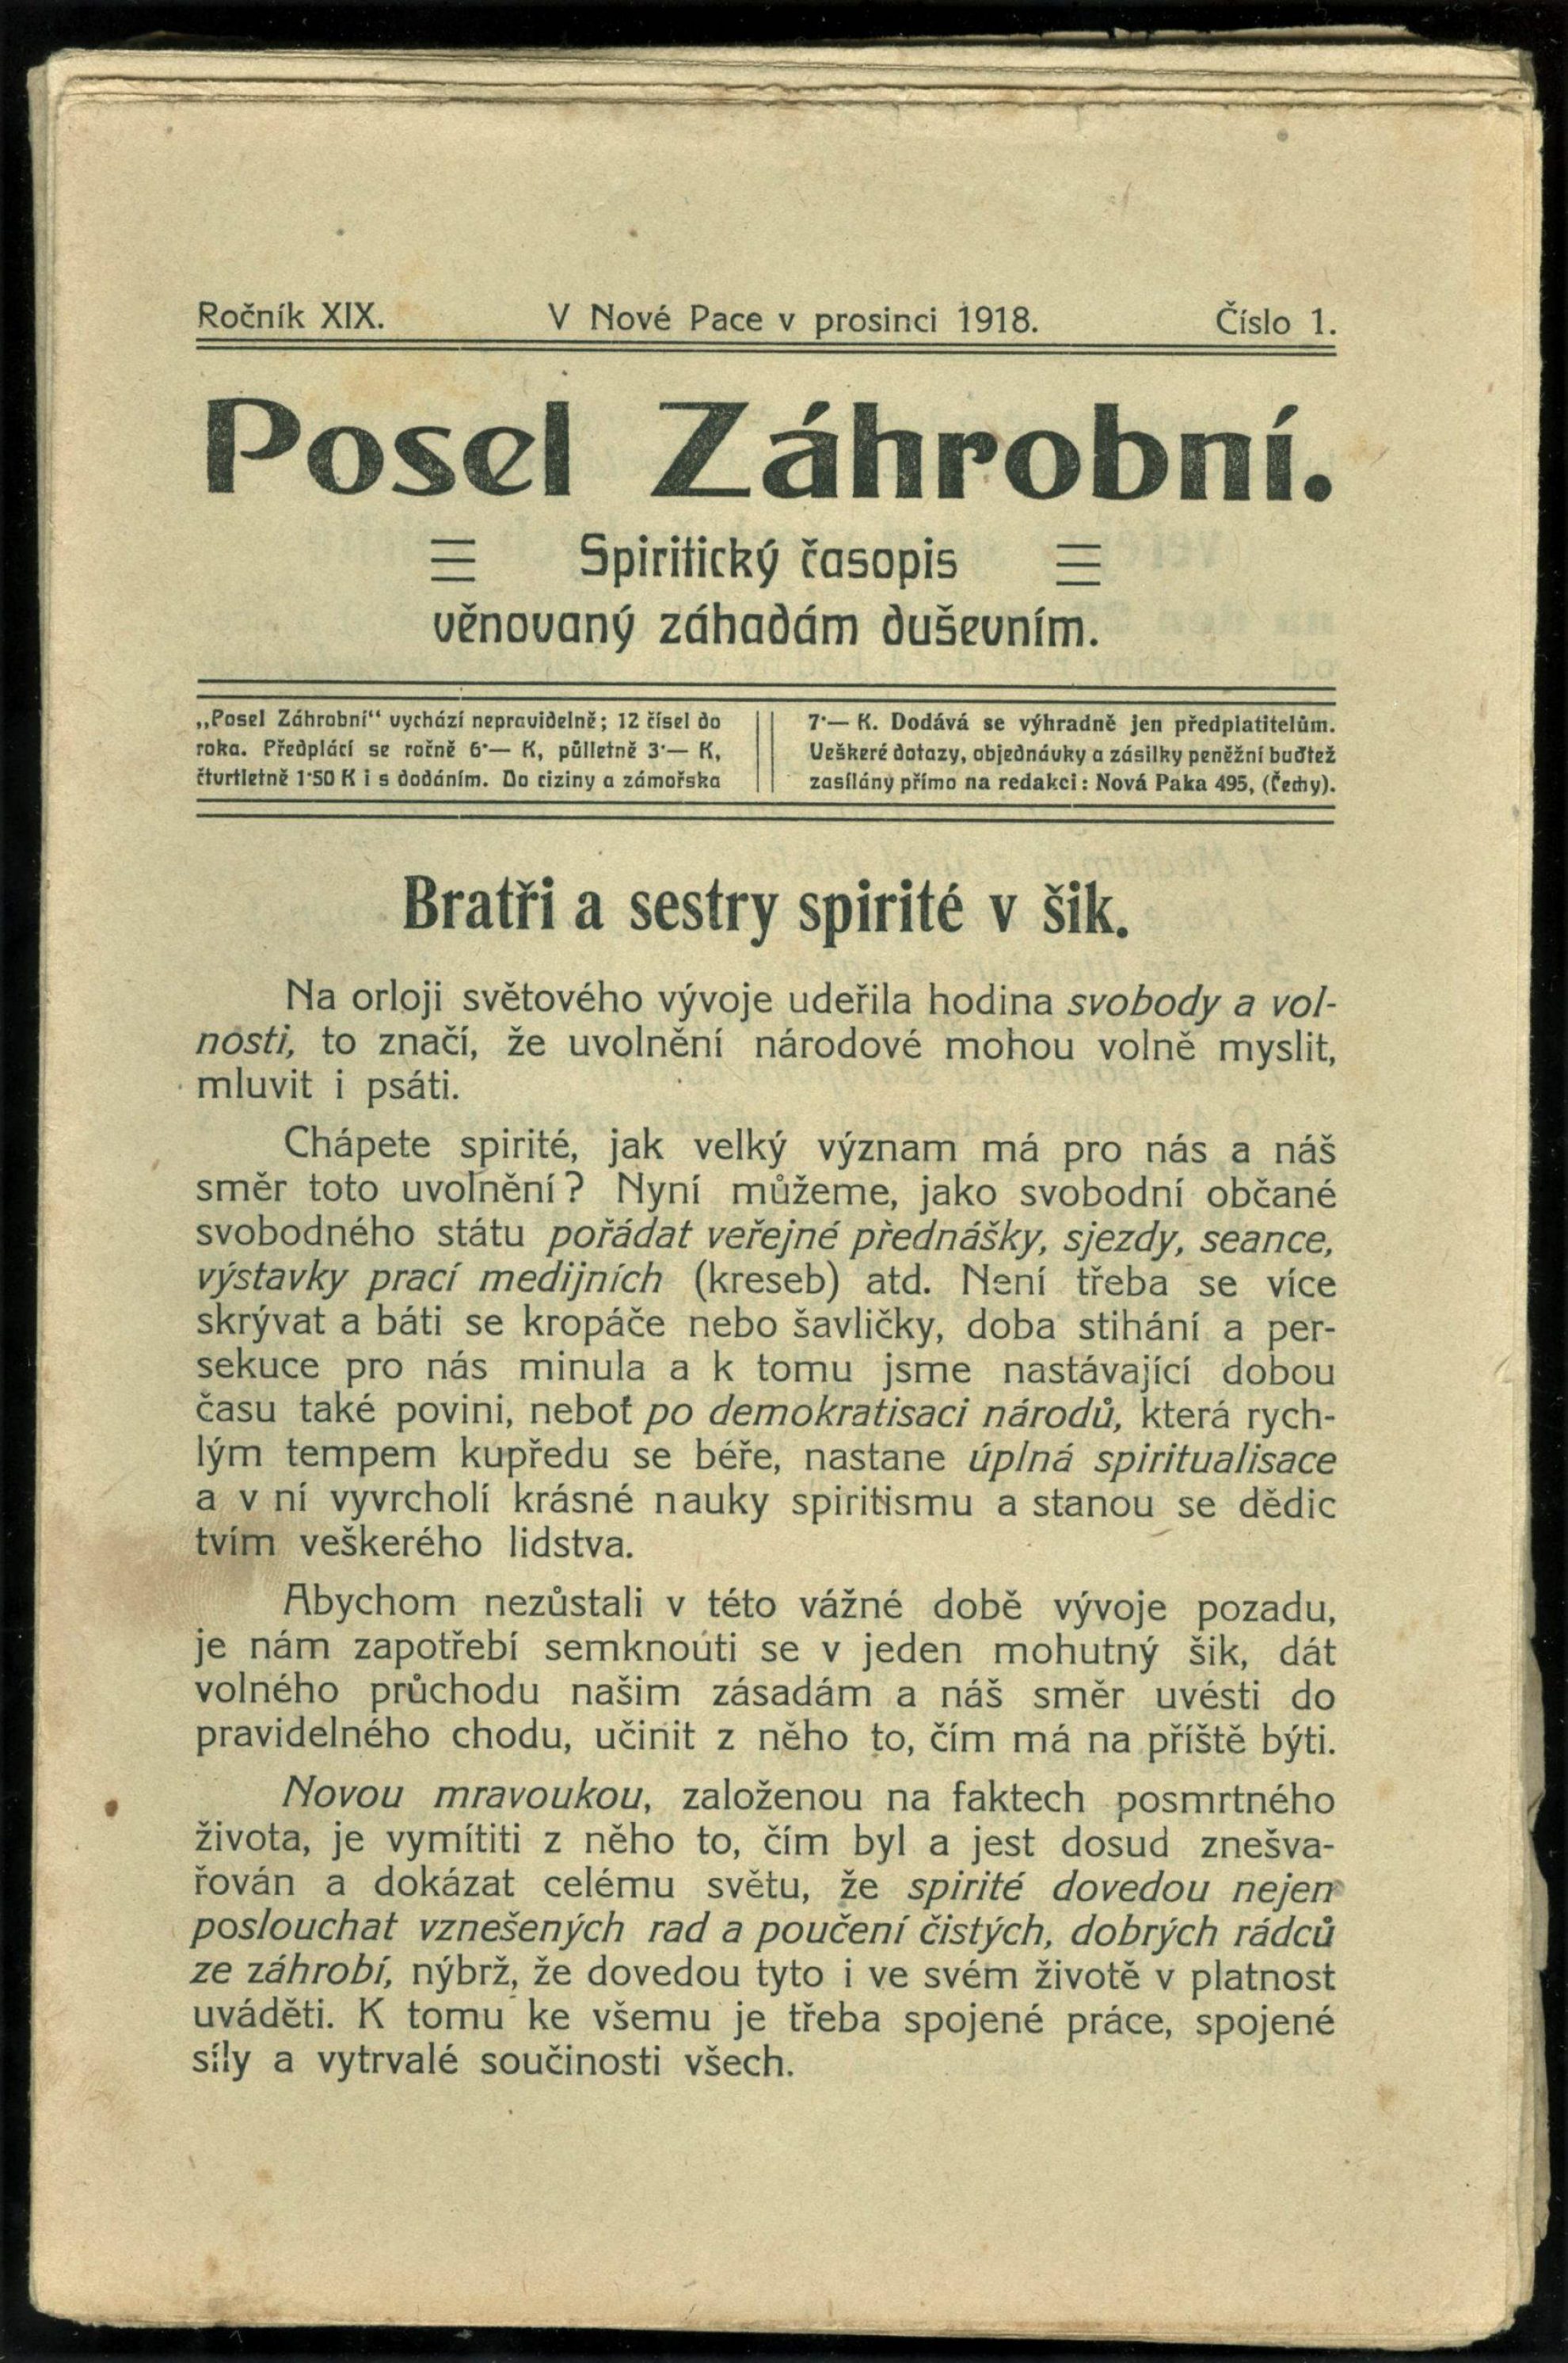 Ročník XIX. V Nové Pace v prosinci 1918. Číslo 1.
Posel Záhrobní.
Spiritický časopis
věnovaný záhadám duševním.
„Posel Záhrobní“ vychází nepravidelně; 12 čísel do
roka. Předplácí se ročně 6·— K, půlletně 3·— K,
čtvrtletně 1·50 K i s dodáním. Do ciziny a zámořska
7·— K. Dodává se výhradně jen předplatitelům.
Veškeré dotazy, objednávky a zásilky peněžní buďtež
zasílány přímo na redakci: Nová Paka 495, (Čechy).
Bratři a sestry spirité v šik.
Na orloji světového vývoje udeřila hodina svobody a vol-
nosti, to značí, že uvolnění národové mohou volně myslit,
mluvit i psáti.
Chápete spirité, jak velký význam má pro nás a náš
směr toto uvolnění? Nyní můžeme, jako svobodní občané
svobodného státu pořádat veřejné přednášky, sjezdy, seance,
výstavky prací medijních (kreseb) atd. Není třeba se více
skrývat a báti se kropáče nebo šavličky, doba stihání a per-
sekuce pro nás minula a k tomu jsme nastávající dobou
času také povini, neboť po demokratisaci národů, která rych-
lým tempem kupředu se béře, nastane úplná spiritualisace
a v ní vyvrcholí krásné nauky spiritismu a stanou se dědic
tvím veškerého lidstva.
Abychom nezůstali v této vážné době vývoje pozadu,
je nám zapotřebí semknouti se v jeden mohutný šik, dát
volného průchodu našim zásadám a náš směr uvésti do
pravidelného chodu, učinit z něho to, čím má na příště býti.
Novou mravoukou, založenou na faktech posmrtného
života, je vymítiti z něho to, čím byl a jest dosud znešva-
řován a dokázat celému světu, že spirité dovedou nejen
poslouchat vznešených rad a poučení čistých, dobrých rádců
ze záhrobí, nýbrž, že dovedou tyto i ve svém životě v platnost
uváděti. K tomu ke všemu je třeba spojené práce, spojené
síly a vytrvalé součinosti všech.